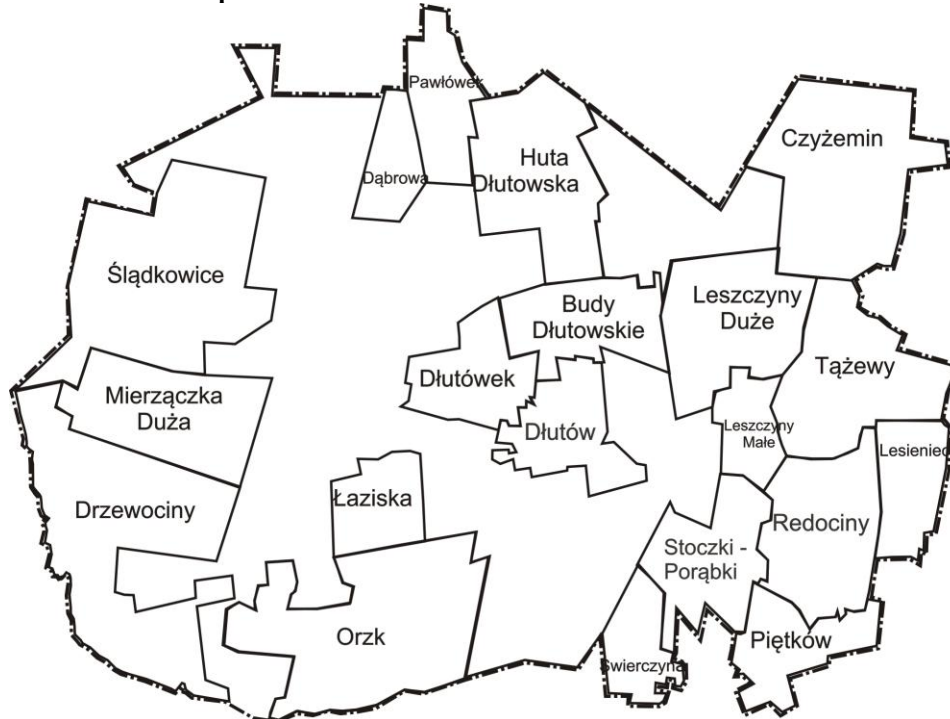 Pawłówek
Czyżemin
Huta
Dłutowska
Dąbrowa
Ślądkowice
Budy
Dłutowskie
Leszczyny
Duże
Tążewy
Dłutówek
Mierzączka
Duża
Dłutów
Leszczyny
Małe
Lesieniec
Łaziska
Drzewociny
Redociny
Stoczki -
Porąbki
Orzk
Piętków
Świerczyna